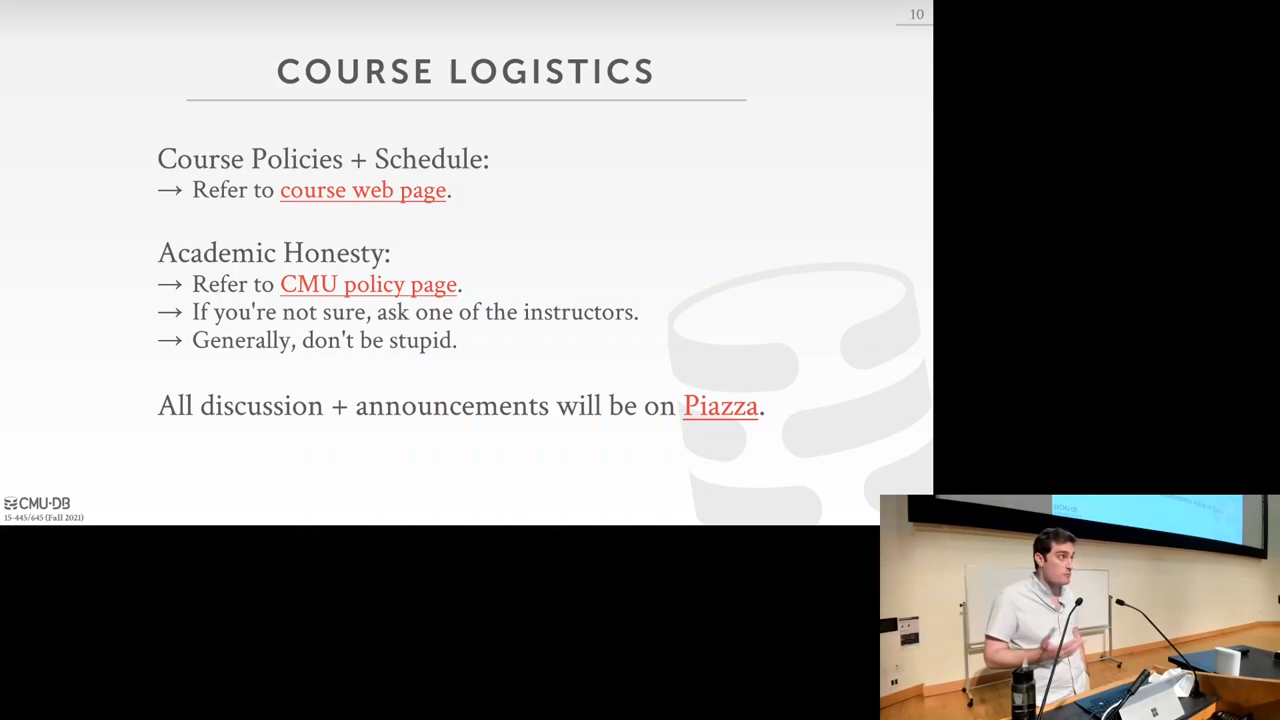 10
COURSE LOGISTICS
Course Policies + Schedule:
→ Refer to course web page.
Academic Honesty:
→ Refer to CMU policy page.
→ If you're not sure, ask one of the instructors.
→ Generally, don't be stupid.
All discussion + announcements will be on Piazza.
CMU·DB
15-445/645 (Fall 2021)